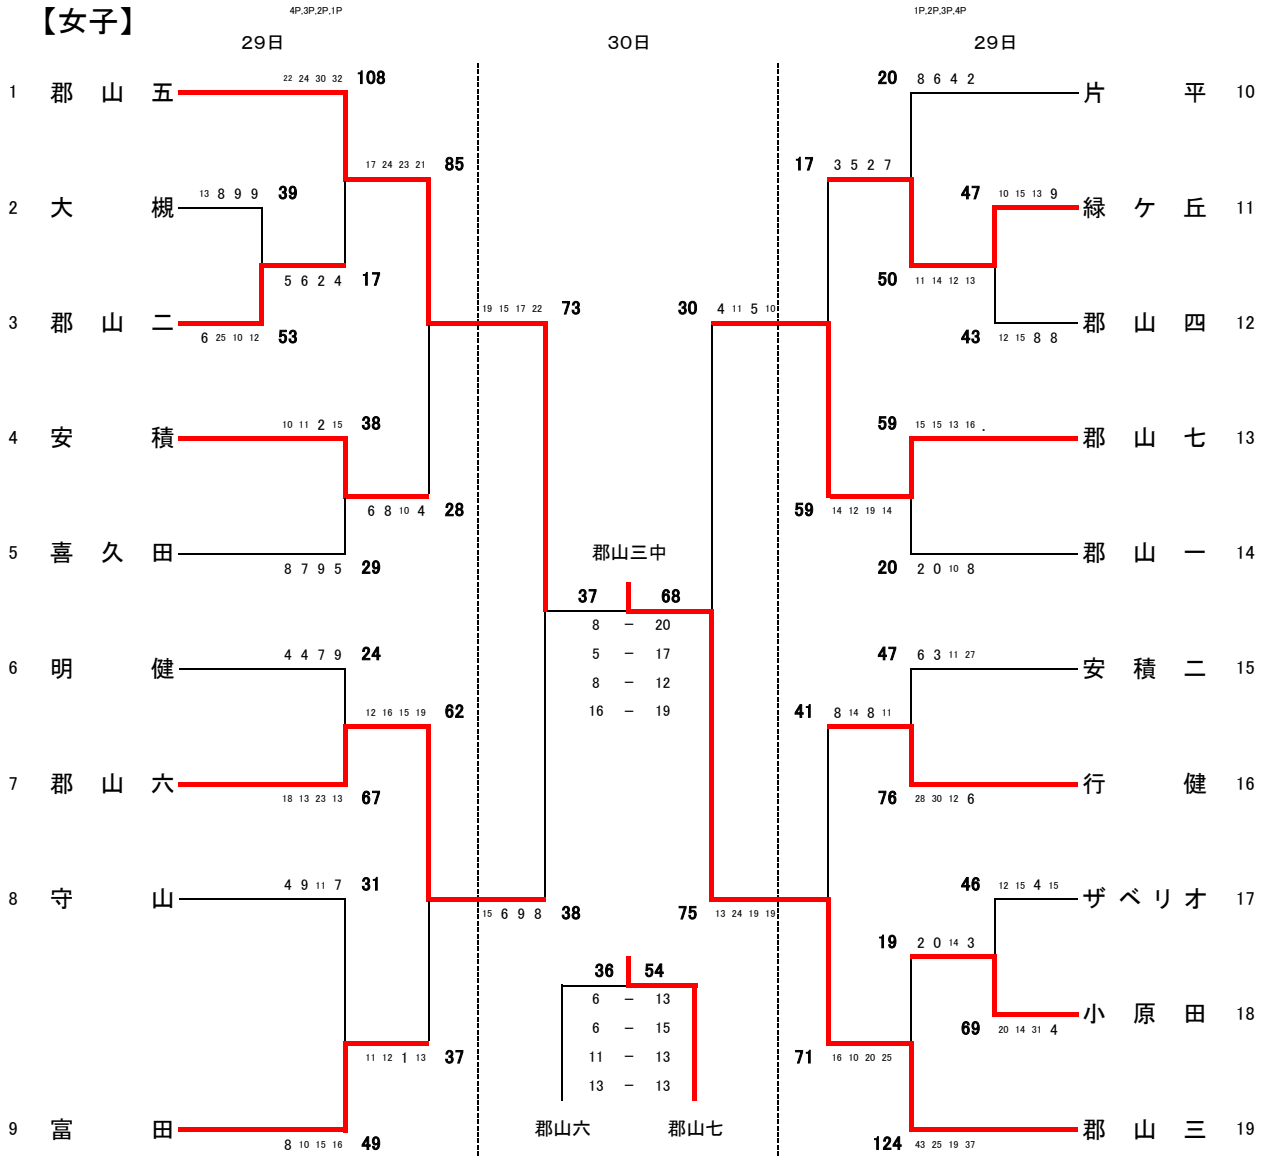 【女子】
4P,3P,2P,1P
1P,2P,3P,4P
29日
30日
29日
1 郡山五 22 24 30 32 108
20 8 6 4 2 片平 10
17 24 23 21 85
17 3 5 2 7
2 大槻 13 8 9 9 39
47 10 15 13 9 緑ケ丘 11
5 6 2 4 17
50 11 14 12 13
19 15 17 22 73
30 4 11 5 10
3 郡山二 6 25 10 12 53
43 12 15 8 8 郡山四 12
4 安積 10 11 2 15 38
59 15 15 13 16 . 郡山七 13
6 8 10 4 28
59 14 12 19 14
5 喜久田 8 7 9 5 29
郡山三中
20 2 0 10 8 郡山一 14
37 68
8 － 20
5 － 17
8 － 12
16 － 19
6 明健 4 4 7 9 24
47 6 3 11 27 安積二 15
12 16 15 19 62
41 8 14 8 11
7 郡山六 18 13 23 13 67
76 28 30 12 6 行健 16
8 守山 4 9 11 7 31
46 12 15 4 15 ザベリオ 17
15 6 9 8 38
75 13 24 19 19
19 2 0 14 3
36 54
6 － 13
6 － 15
11 － 13
13 － 13
69 20 14 31 4 小原田 18
11 12 1 13 37
71 16 10 20 25
郡山六 郡山七
9 富田 8 10 15 16 49
124 43 25 19 37 郡山三 19